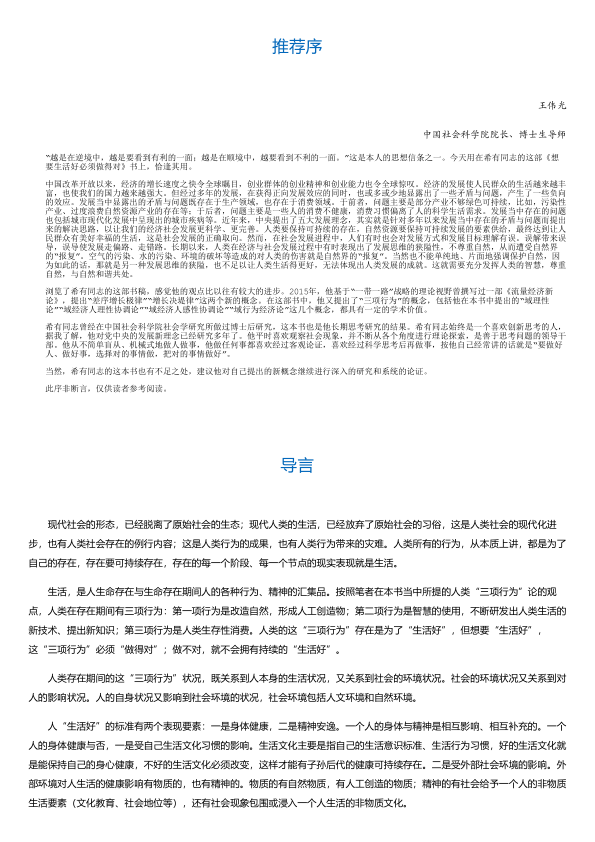 推荐序
王伟光
中国社会科学院院长、博士生导师
“越是在逆境中，越是要看到有利的一面；越是在顺境中，越要看到不利的一面。”这是本人的思想信条之一。今天用在希有同志的这部《想
要生活好必须做得对》书上，恰逢其用。
中国改革开放以来，经济的增长速度之快令全球瞩目，创业群体的创业精神和创业能力也令全球惊叹。经济的发展使人民群众的生活越来越丰
富，也使我们的国力越来越强大。但经过多年的发展，在获得正向发展效应的同时，也或多或少地显露出了一些矛盾与问题，产生了一些负向
的效应。发展当中显露出的矛盾与问题既存在于生产领域，也存在于消费领域。于前者，问题主要是部分产业不够绿色可持续，比如，污染性
产业、过度浪费自然资源产业的存在等；于后者，问题主要是一些人的消费不健康，消费习惯偏离了人的科学生活需求。发展当中存在的问题
也包括城市现代化发展中呈现出的城市疾病等。近年来，中央提出了五大发展理念，其实就是针对多年以来发展当中存在的矛盾与问题而提出
来的解决思路，以让我们的经济社会发展更科学、更完善。人类要保持可持续的存在，自然资源要保持可持续发展的要素供给，最终达到让人
民群众有美好幸福的生活，这是社会发展的正确取向。然而，在社会发展进程中，人们有时也会对发展方式和发展目标理解有误。误解带来误
导，误导使发展走偏路、走错路。长期以来，人类在经济与社会发展过程中有时表现出了发展思维的狭隘性，不尊重自然，从而遭受自然界
的“报复”。空气的污染、水的污染、环境的破坏等造成的对人类的伤害就是自然界的“报复”。当然也不能单纯地、片面地强调保护自然，因
为如此的话，都就是另一种发展思维的狭隘，也不足以让人类生活得更好，无法体现出人类发展的成就。这就需要充分发挥人类的智慧，尊重
自然，与自然和谐共处。
浏览了希有同志的这部书稿，感觉他的观点比以往有较大的进步。2015年，他基于“一带一路”战略的理论视野曾撰写过一部《流量经济新
论》，提出“差序增长极律”“增长决堤律”这两个新的概念。在这部书中，他又提出了“三项行为”的概念，包括他在本书中提出的“域理性
论”“域经济人理性协调论”“域经济人感性协调论”“域行为经济论”这几个概念，都具有一定的学术价值。
希有同志曾经在中国社会科学院社会学研究所做过博士后研究，这本书也是他长期思考研究的结果。希有同志始终是一个喜欢创新思考的人，
据我了解，他对党中央的发展新理念已经研究多年了。他平时喜欢观察社会现象，并不断从各个角度进行理论探索，是善于思考问题的领导干
部。他从不简单盲从、机械式地做人做事，他做任何事都喜欢经过客观论证，喜欢经过科学思考后再做事，按他自己经常讲的话就是“要做好
人、做好事，选择对的事情做，把对的事情做好”。
当然，希有同志的这本书也有不足之处，建议他对自己提出的新概念继续进行深入的研究和系统的论证。
此序非断言，仅供读者参考阅读。
导言
现代社会的形态，已经脱离了原始社会的生态；现代人类的生活，已经放弃了原始社会的习俗，这是人类社会的现代化进
步，也有人类社会存在的例行内容；这是人类行为的成果，也有人类行为带来的灾难。人类所有的行为，从本质上讲，都是为了
自己的存在，存在要可持续存在，存在的每一个阶段、每一个节点的现实表现就是生活。
生活，是人生命存在与生命存在期间人的各种行为、精神的汇集品。按照笔者在本书当中所提的人类“三项行为”论的观
点，人类在存在期间有三项行为：第一项行为是改造自然，形成人工创造物；第二项行为是智慧的使用，不断研发出人类生活的
新技术、提出新知识；第三项行为是人类生存性消费。人类的这“三项行为”存在是为了“生活好”，但想要“生活好”，
这“三项行为”必须“做得对”；做不对，就不会拥有持续的“生活好”。
人类存在期间的这“三项行为”状况，既关系到人本身的生活状况，又关系到社会的环境状况。社会的环境状况又关系到对
人的影响状况。人的自身状况又影响到社会环境的状况，社会环境包括人文环境和自然环境。
人“生活好”的标准有两个表现要素：一是身体健康，二是精神安逸。一个人的身体与精神是相互影响、相互补充的。一个
人的身体健康与否，一是受自己生活文化习惯的影响。生活文化主要是指自己的生活意识标准、生活行为习惯，好的生活文化就
是能保持自己的身心健康，不好的生活文化必须改变，这样才能有子孙后代的健康可持续存在。二是受外部社会环境的影响。外
部环境对人生活的健康影响有物质的，也有精神的。物质的有自然物质，有人工创造的物质；精神的有社会给予一个人的非物质
生活要素（文化教育、社会地位等），还有社会现象包围或浸入一个人生活的非物质文化。